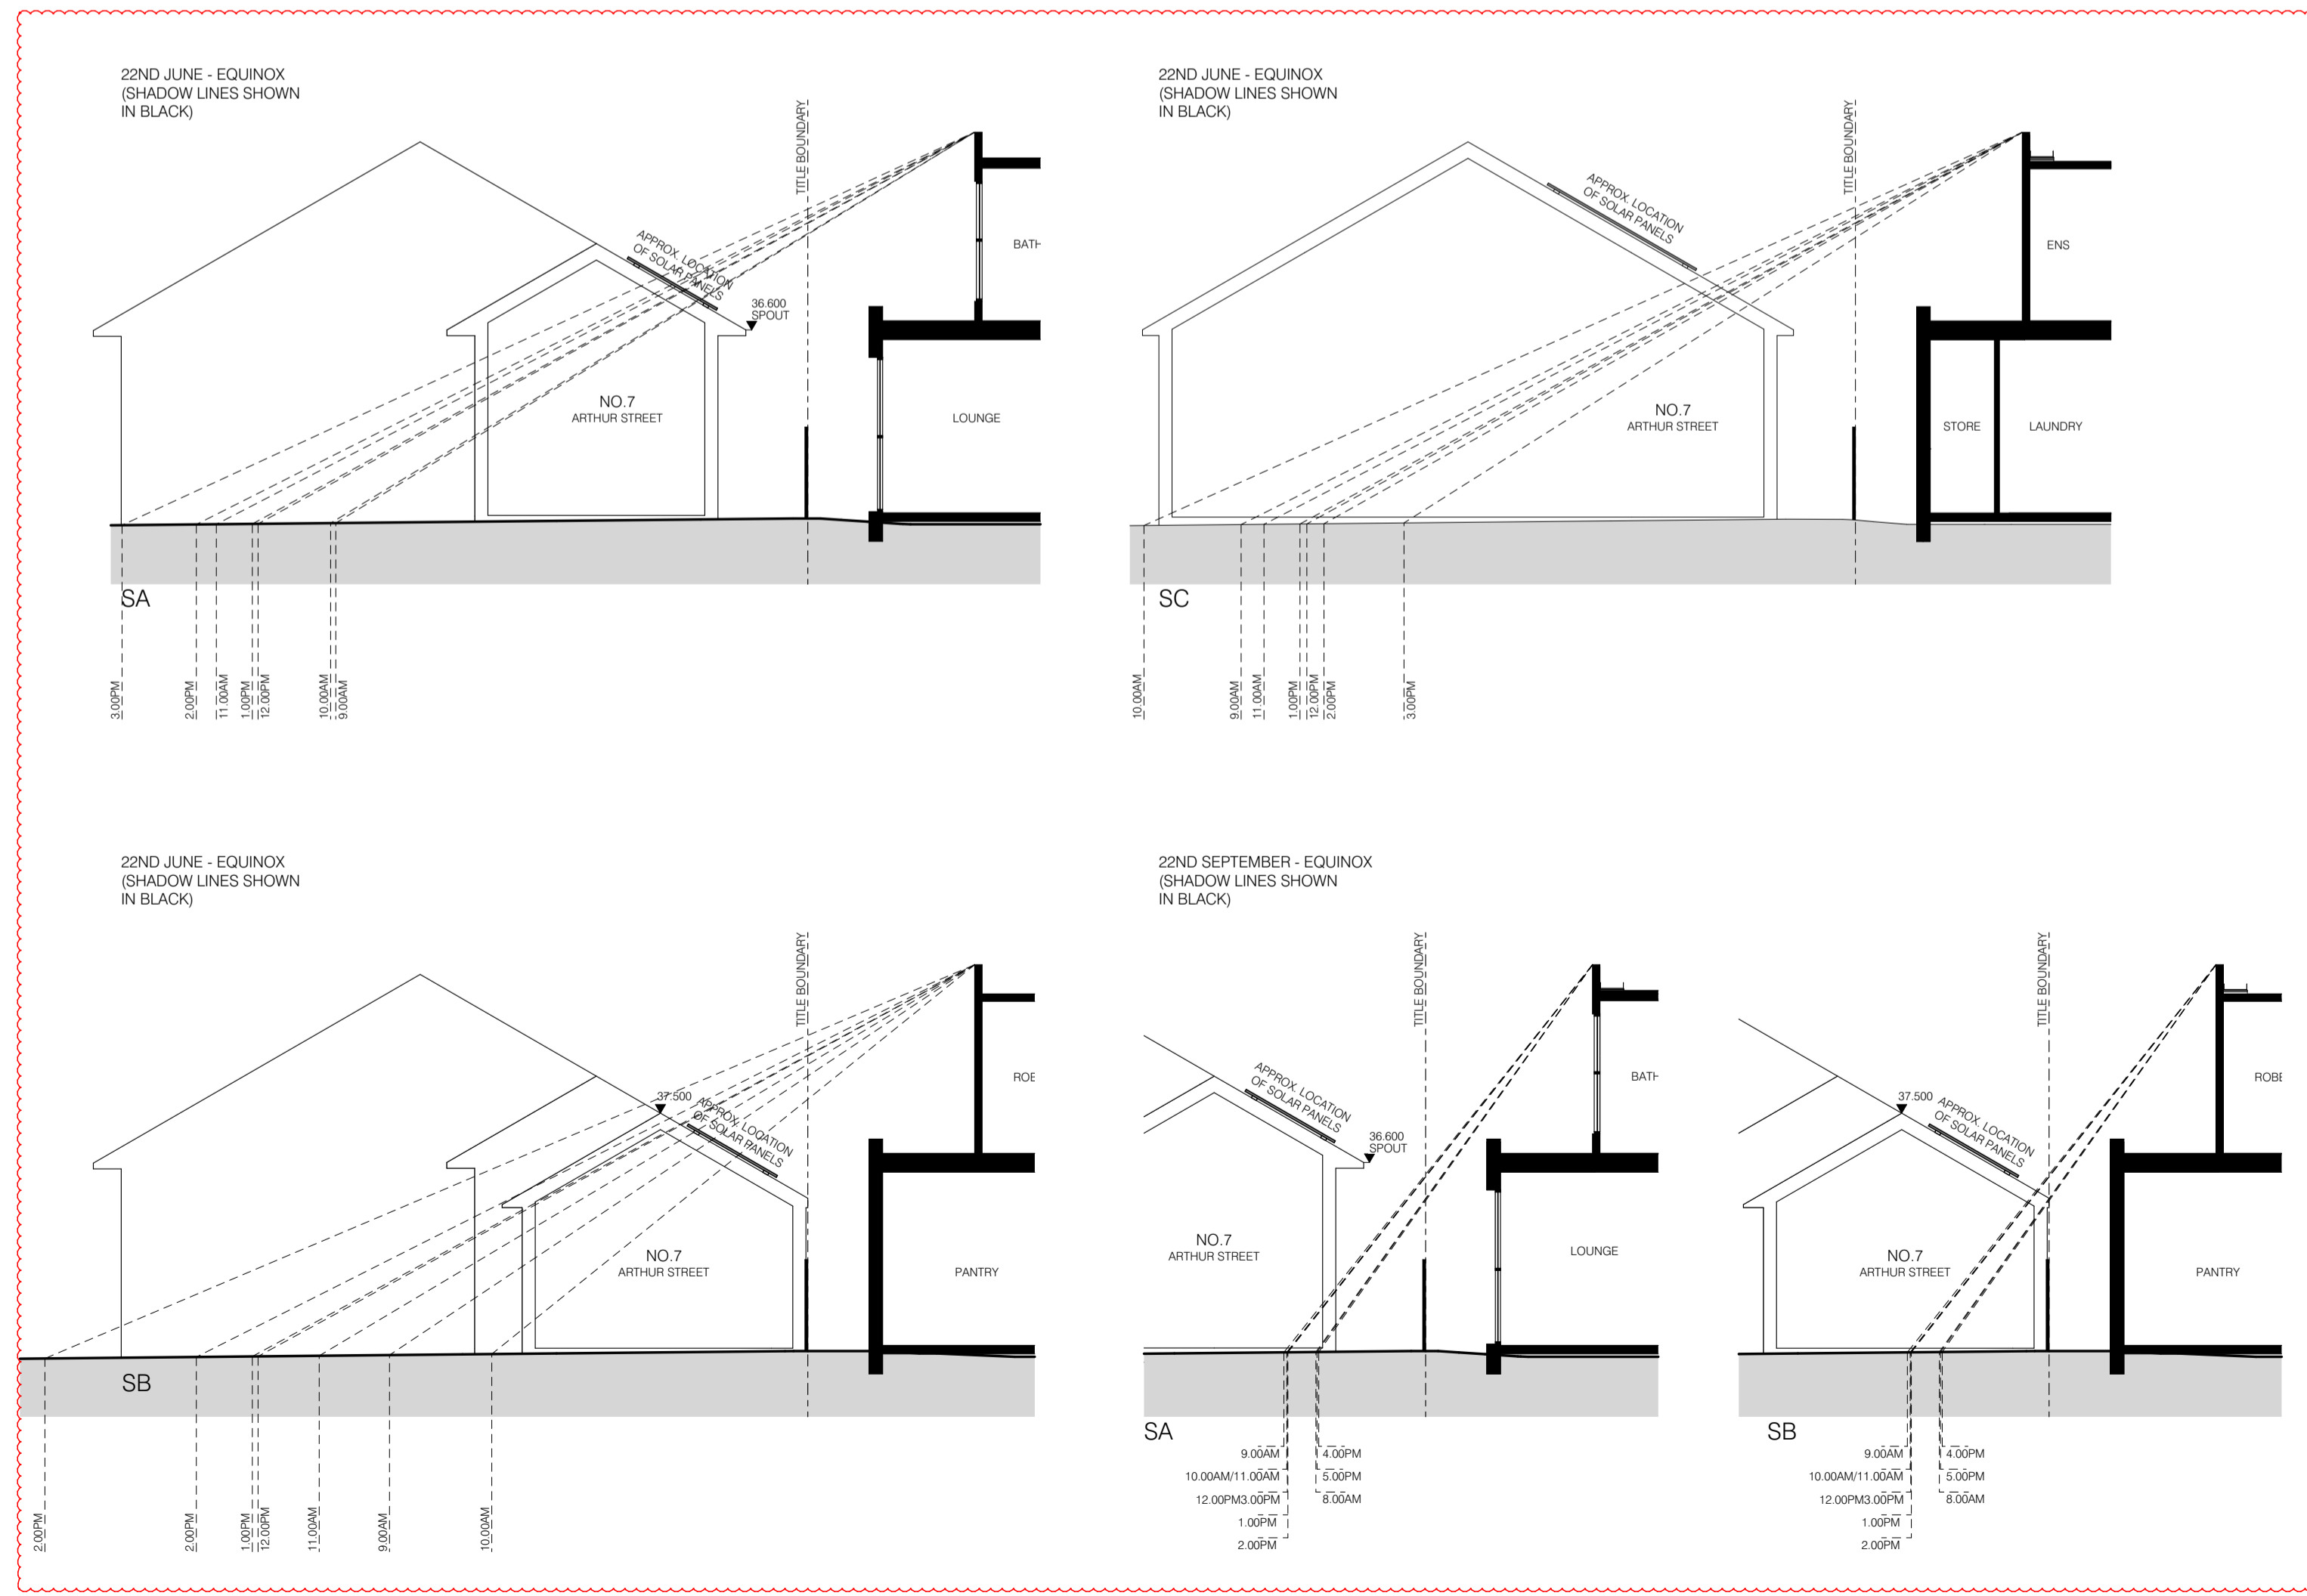 22ND JUNE - EQUINOX
(SHADOW LINES SHOWN
IN BLACK)
TITLE BOUNDARY
APPROX. LOCATION
OF SOLAR PANELS
36.600
SPOUT
BATH
NO.7
ARTHUR STREET
LOUNGE
SA
3.00PM
2.00PM
11.00AM
1.00PM
12.00PM
10.00AM
9.00AM
22ND JUNE - EQUINOX
(SHADOW LINES SHOWN
IN BLACK)
TITLE BOUNDARY
APPROX. LOCATION
OF SOLAR PANELS
ENS
NO.7
ARTHUR STREET
STORE
LAUNDRY
SC
10.00AM
9.00AM
11.00AM
1.00PM
12.00PM
2.00PM
3.00PM
22ND JUNE - EQUINOX
(SHADOW LINES SHOWN
IN BLACK)
TITLE BOUNDARY
37.500
APPROX. LOCATION
OF SOLAR PANELS
ROE
NO.7
ARTHUR STREET
PANTRY
SB
2.00PM
2.00PM
1.00PM
12.00PM
11.00AM
9.00AM
10.00AM
22ND SEPTEMBER - EQUINOX
(SHADOW LINES SHOWN
IN BLACK)
TITLE BOUNDARY
APPROX. LOCATION
OF SOLAR PANELS
36.600
SPOUT
BATH
NO.7
ARTHUR STREET
LOUNGE
SA
9.00AM
10.00AM/11.00AM
12.00PM3.00PM
1.00PM
2.00PM
4.00PM
5.00PM
8.00AM
TITLE BOUNDARY
37.500
APPROX. LOCATION
OF SOLAR PANELS
ROBE
NO.7
ARTHUR STREET
PANTRY
SB
9.00AM
10.00AM/11.00AM
12.00PM3.00PM
1.00PM
2.00PM
4.00PM
5.00PM
8.00AM